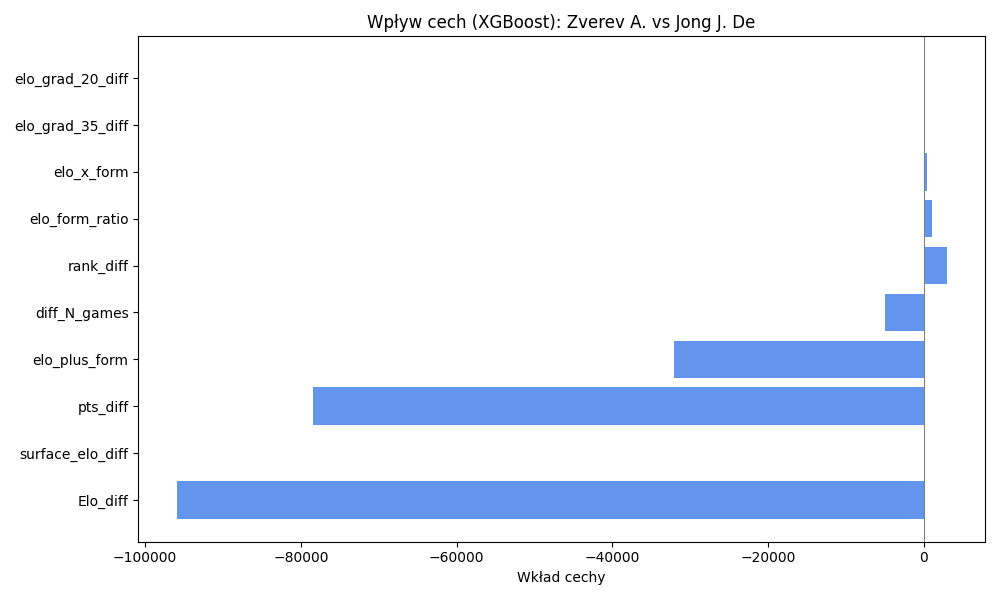 Wpływ cech (XGBoost): Zverev A. vs Jong J. De
elo_grad_20_diff
elo_grad_35_diff
elo_x_form
elo_form_ratio
rank_diff
diff_N_games
elo_plus_form
pts_diff
surface_elo_diff
Elo_diff
−100000 −80000 −60000 −40000 −20000 0
Wkład cechy